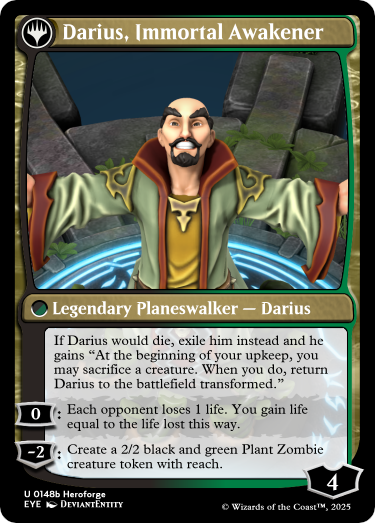 Darius, Immortal Awakener
Legendary Planeswalker — Darius
If Darius would die, exile him instead and he
gains “At the beginning of your upkeep, you
may sacrifice a creature. When you do, return
Darius to the battlefield transformed.”
0: Each opponent loses 1 life. You gain life
equal to the life lost this way.
-2: Create a 2/2 black and green Plant Zombie
creature token with reach.
4
U 0148b Heroforge
EYE DeviantEntity
© Wizards of the Coast™, 2025